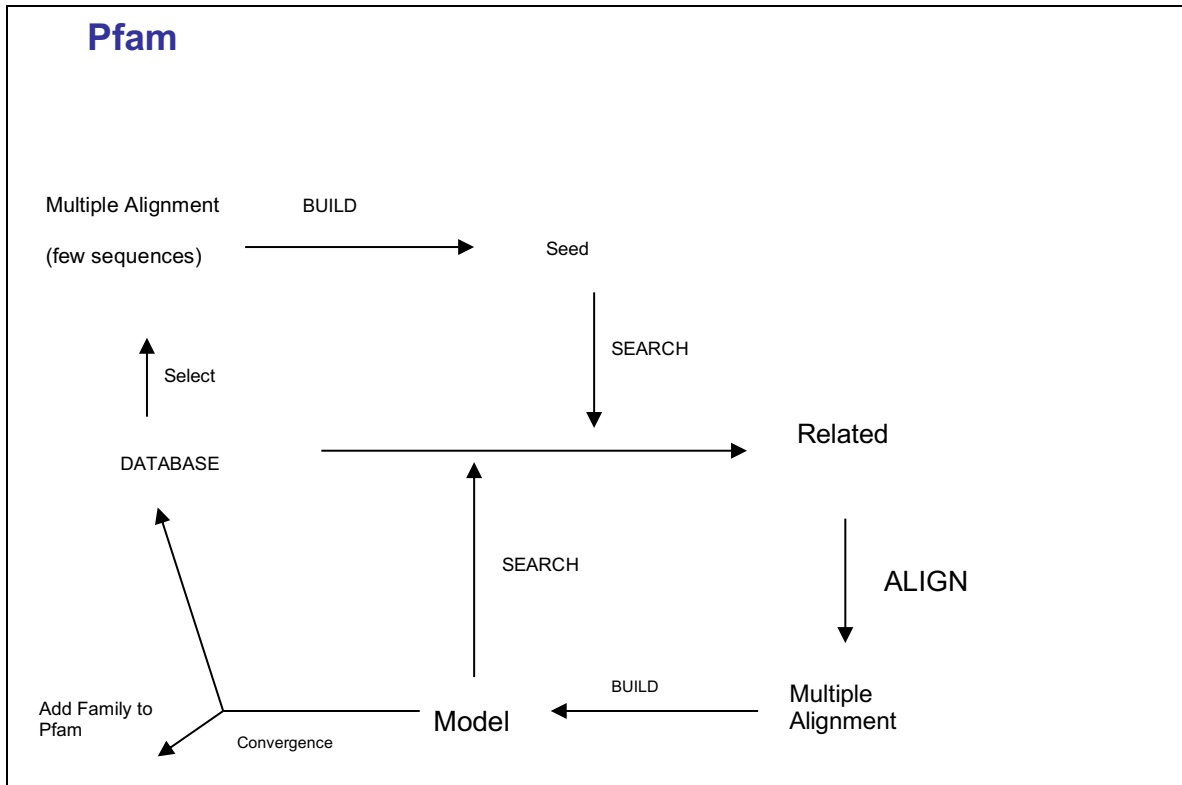 Pfam
Multiple Alignment
(few sequences)
BUILD
Seed
SEARCH
Select
DATABASE
Related
SEARCH
ALIGN
Add Family to
Pfam
Convergence
Model
BUILD
Multiple
Alignment